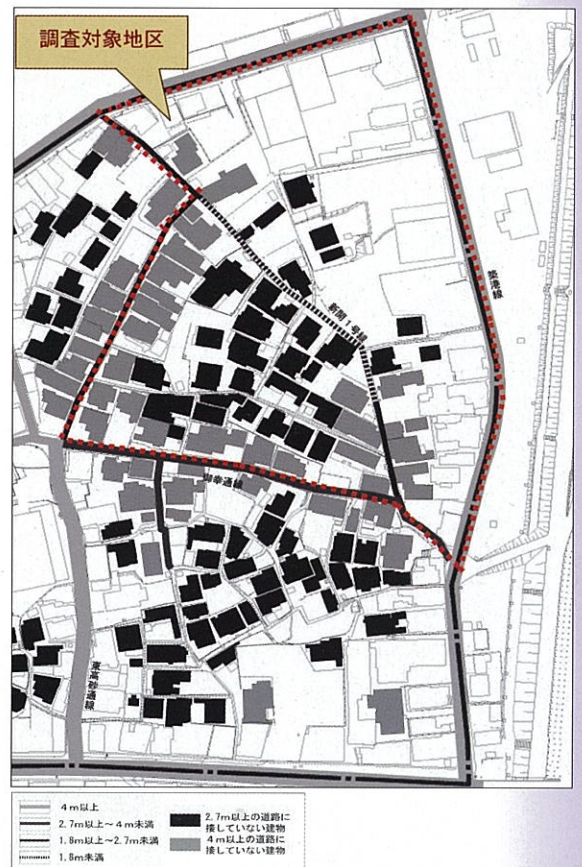 調査対象地区
築港線
新開1号線
御幸通線
東高砂通線
4m以上
2.7m以上～4m未満
1.8m以上～2.7m未満
1.8m未満
2.7m以上の道路に
接していない建物
4m以上の道路に
接していない建物